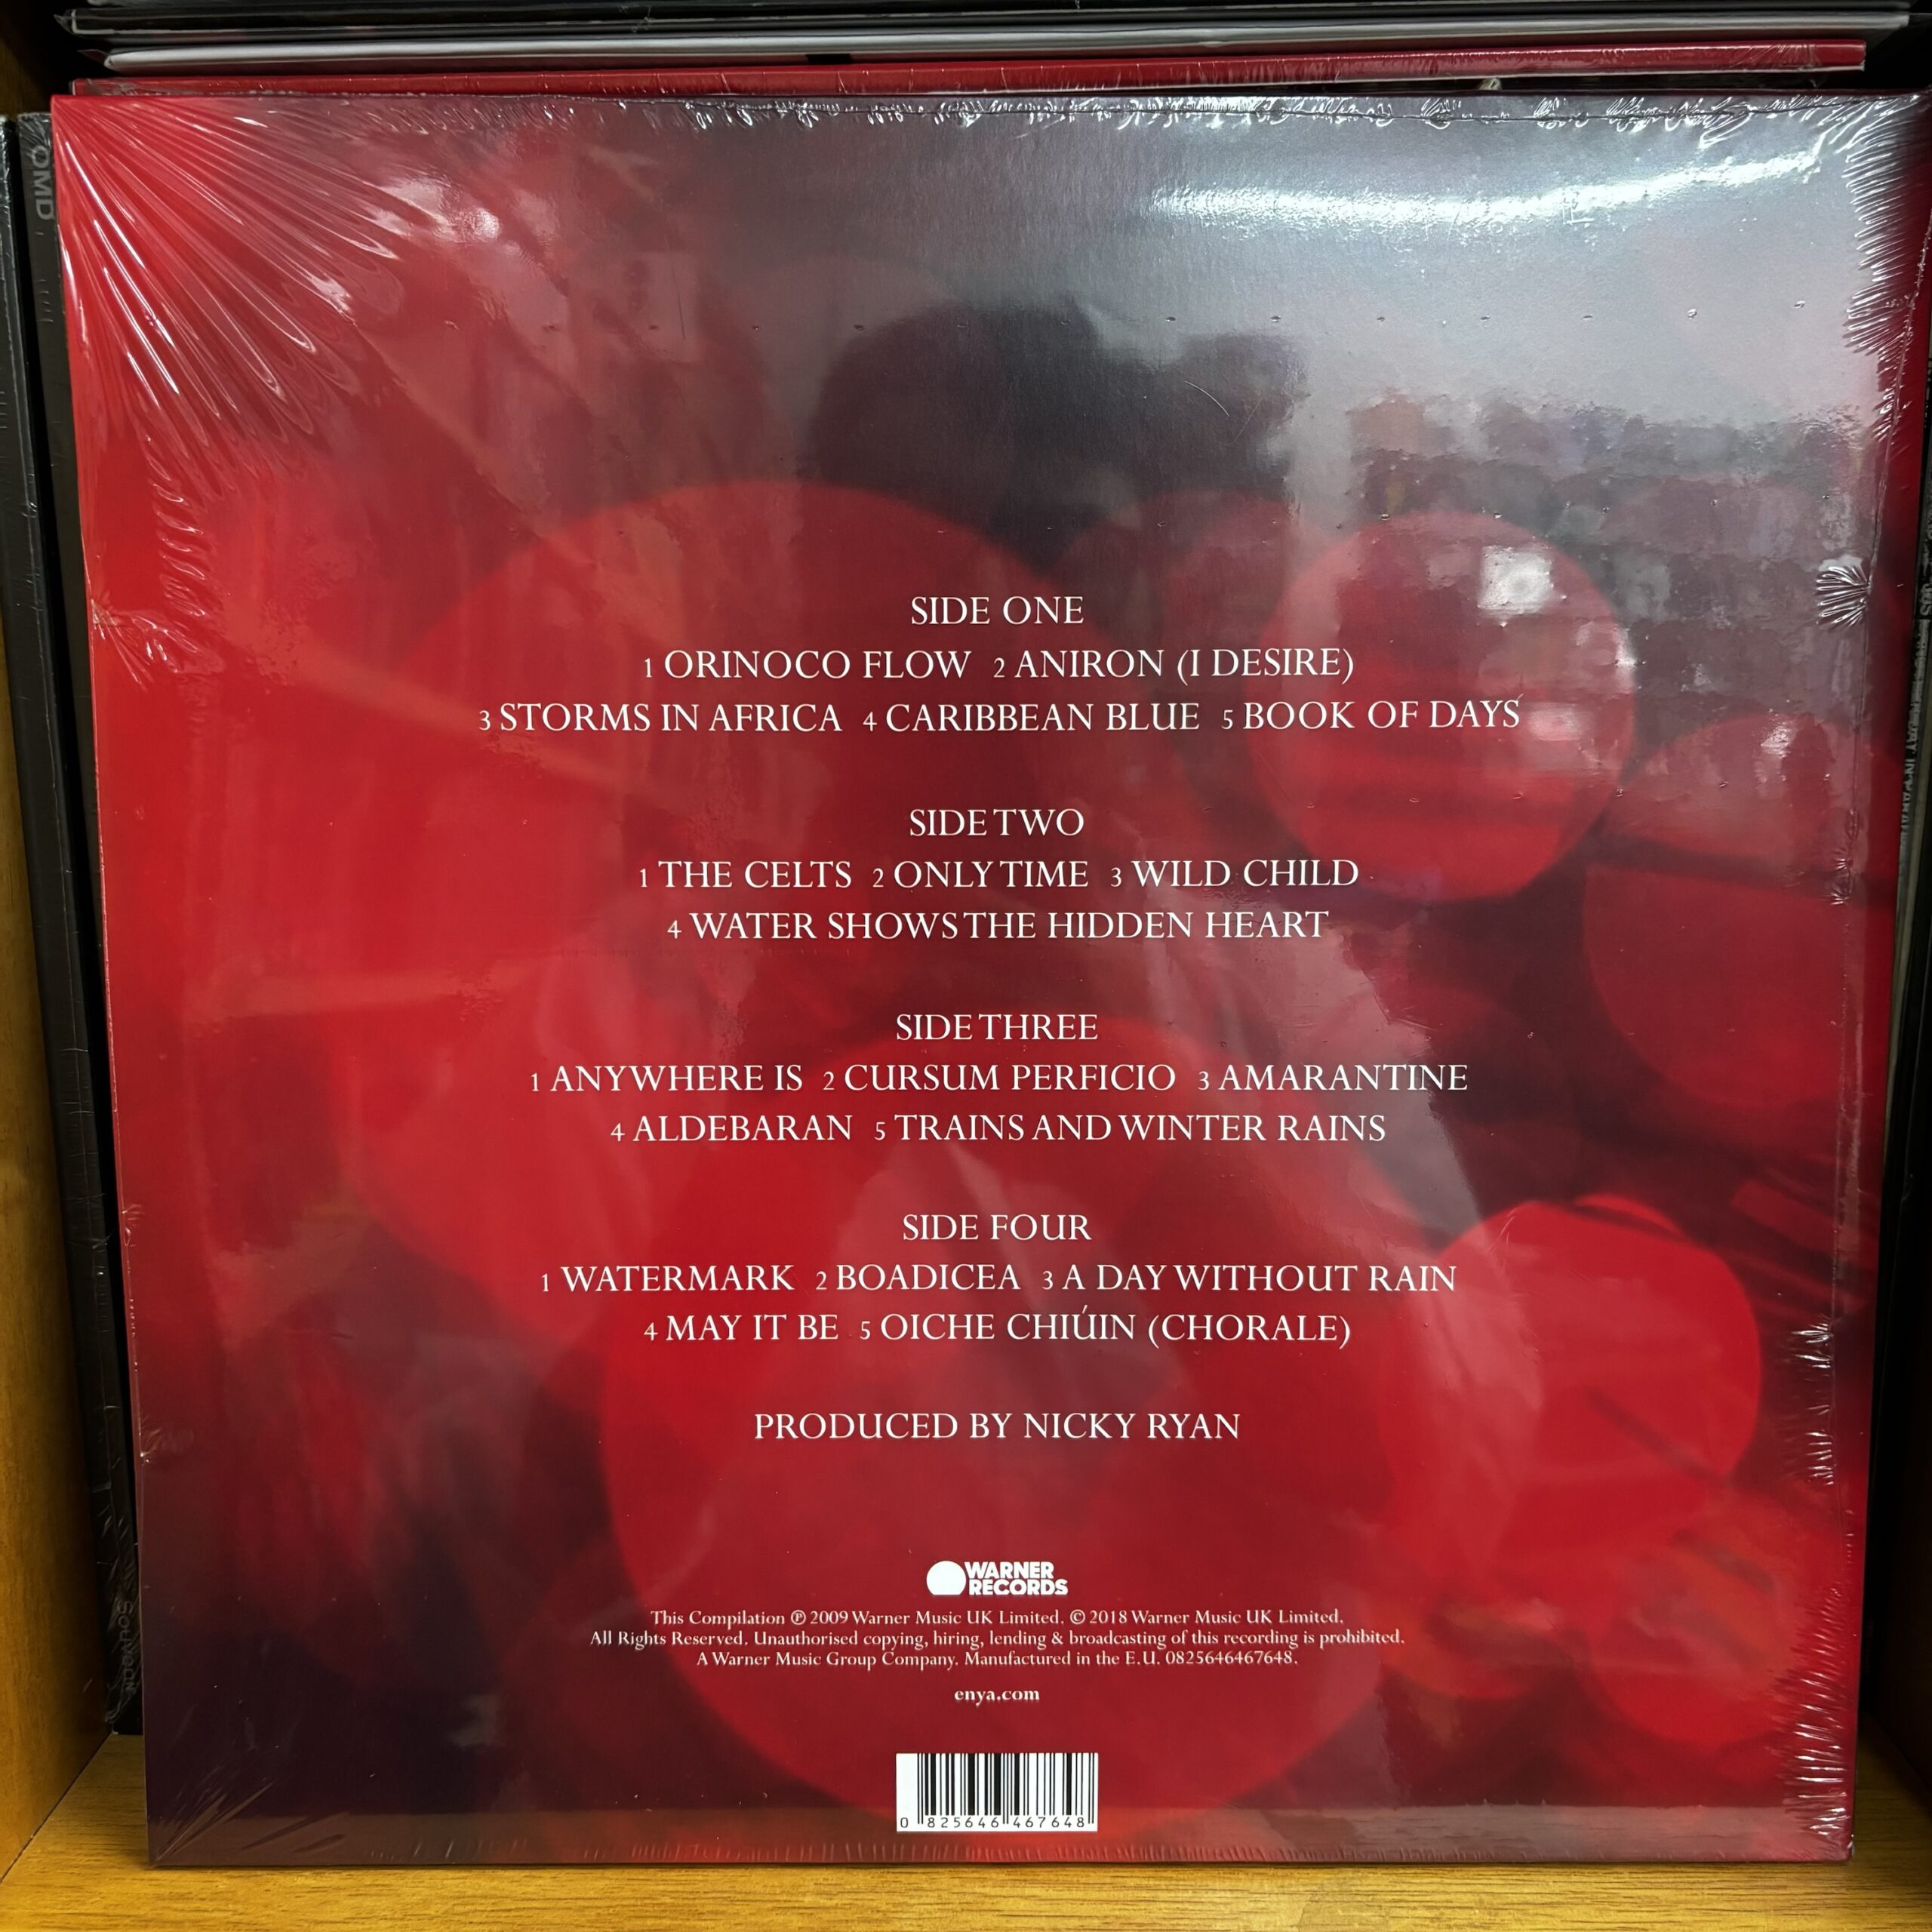 OMD
SIDE ONE
1 ORINOCO FLOW 2 ANIRON (I DESIRE)
3 STORMS IN AFRICA 4 CARIBBEAN BLUE 5 BOOK OF DAYS
SIDE TWO
1 THE CELTS 2 ONLY TIME 3 WILD CHILD
4 WATER SHOWS THE HIDDEN HEART
SIDE THREE
1 ANYWHERE IS 2 CURSUM PERFICIO 3 AMARANTINE
4 ALDEBARAN 5 TRAINS AND WINTER RAINS
SIDE FOUR
1 WATERMARK 2 BOADICEA 3 A DAY WITHOUT RAIN
4 MAY IT BE 5 OICHE CHIÚIN (CHORALE)
PRODUCED BY NICKY RYAN
WARNER
RECORDS
This Compilation ℗ 2009 Warner Music UK Limited. © 2018 Warner Music UK Limited.
All Rights Reserved. Unauthorised copying, hiring, lending & broadcasting of this recording is prohibited.
A Warner Music Group Company. Manufactured in the E.U. 0825646467648.
enya.com
0 825646 467648
Souvenir